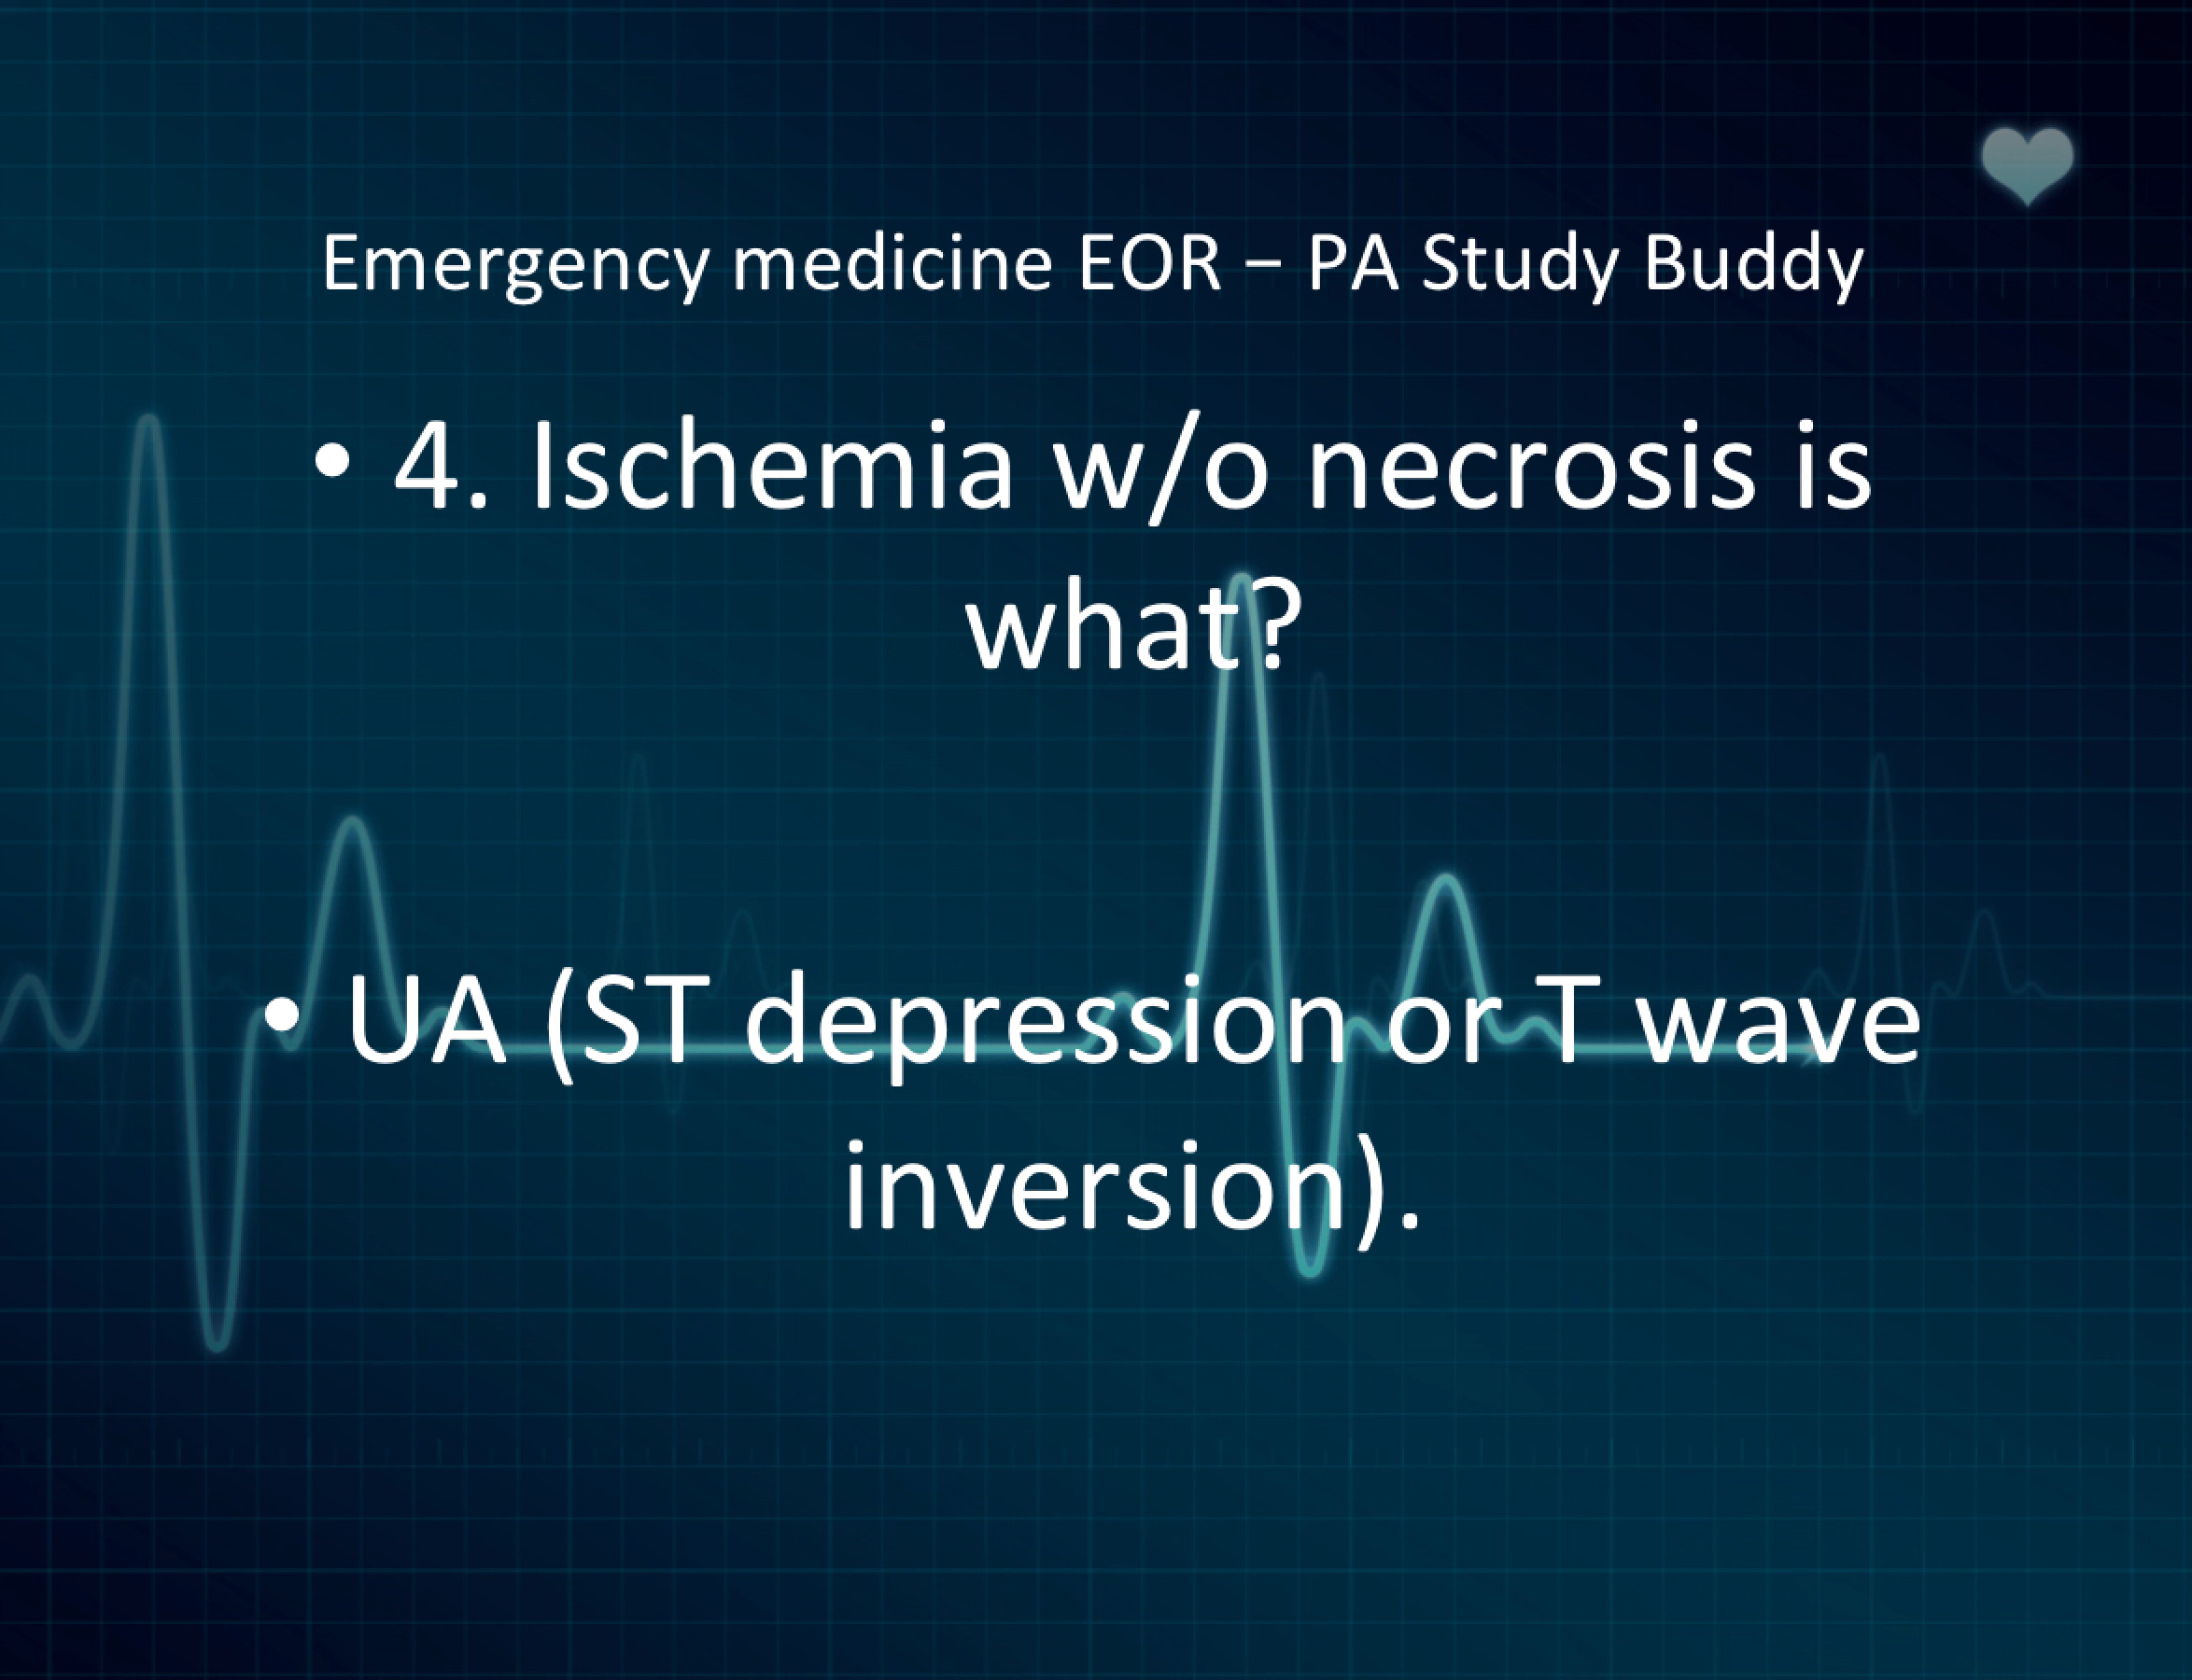 Emergency medicine EOR – PA Study Buddy
• 4. Ischemia w/o necrosis is
what?
• UA (ST depression or T wave
inversion).